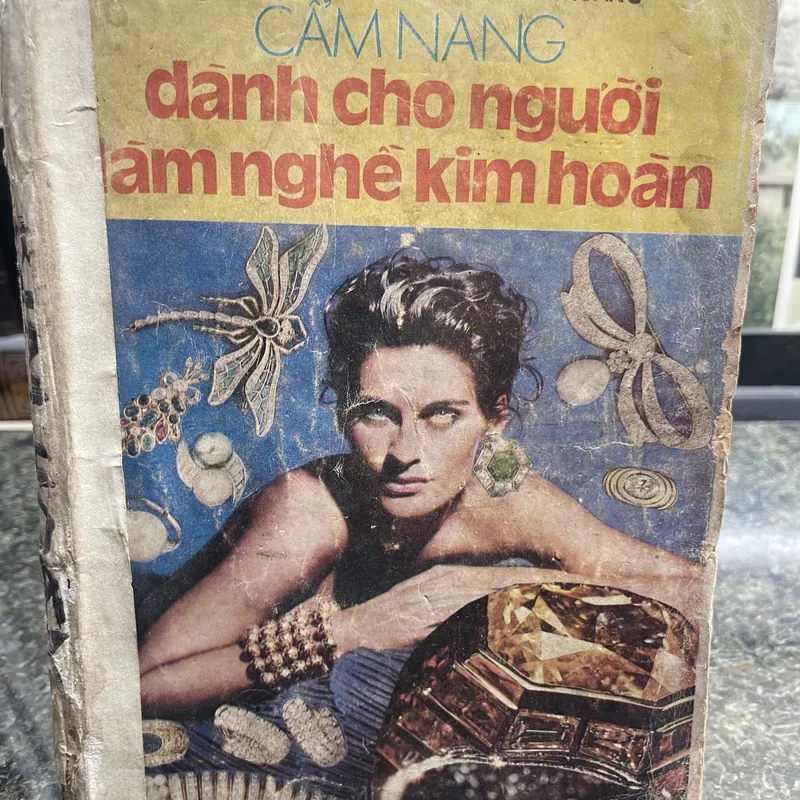 CẨM NANG
dành cho người
làm nghề kim hoàn